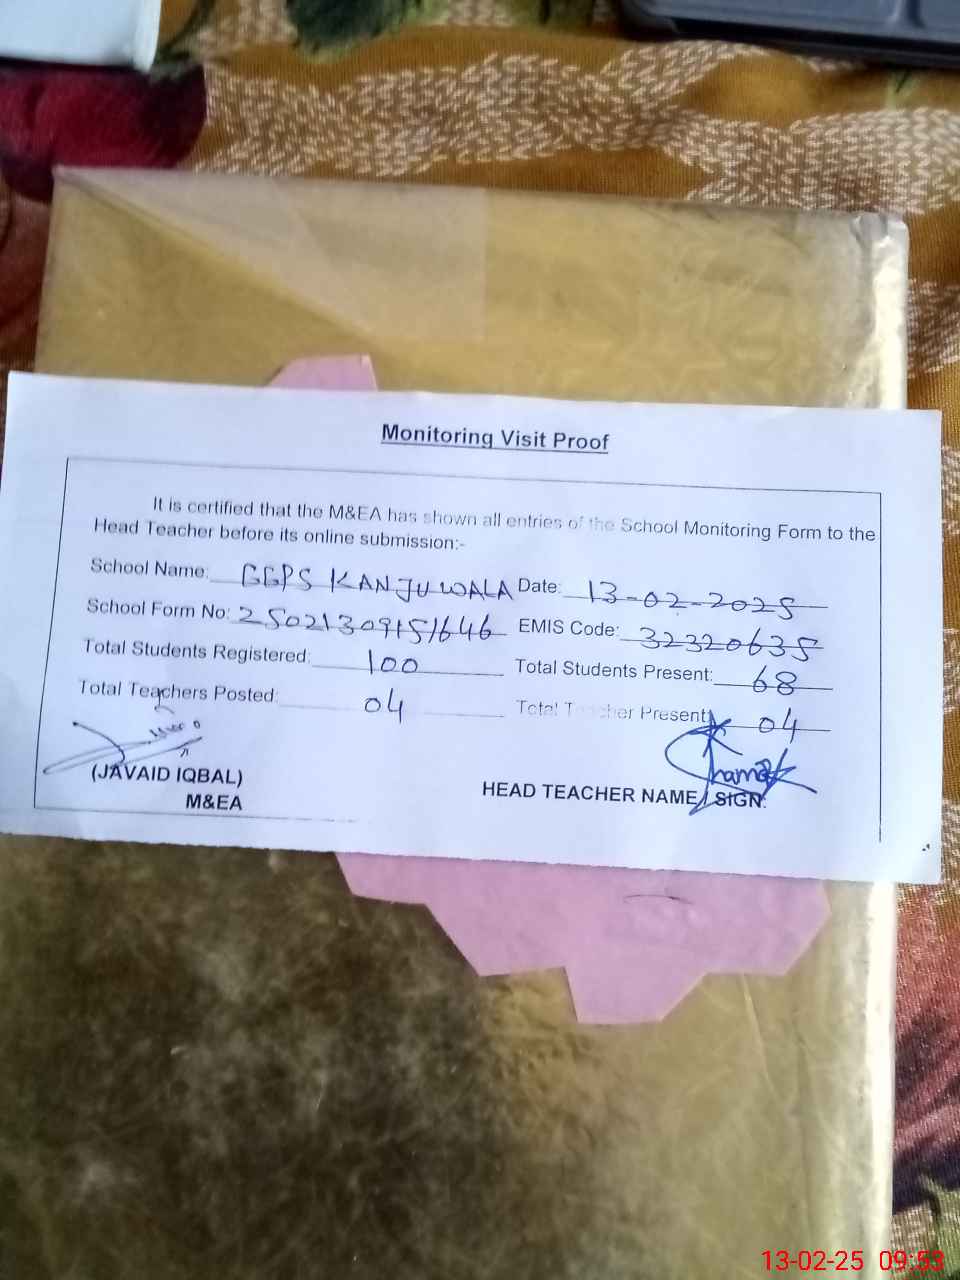 Monitoring Visit Proof
It is certified that the M&EA has shown all entries of the School Monitoring Form to the
Head Teacher before its online submission:-
School Name: GGPS KANJUWALA Date: 13-02-2025
School Form No: 25021309151646 EMIS Code: 32320635
Total Students Registered: 100 Total Students Present: 68
Total Teachers Posted: 04 Total Teacher Present: 04
(JAVAID IQBAL)
M&EA
HEAD TEACHER NAME / SIGN:
13-02-25 09:53